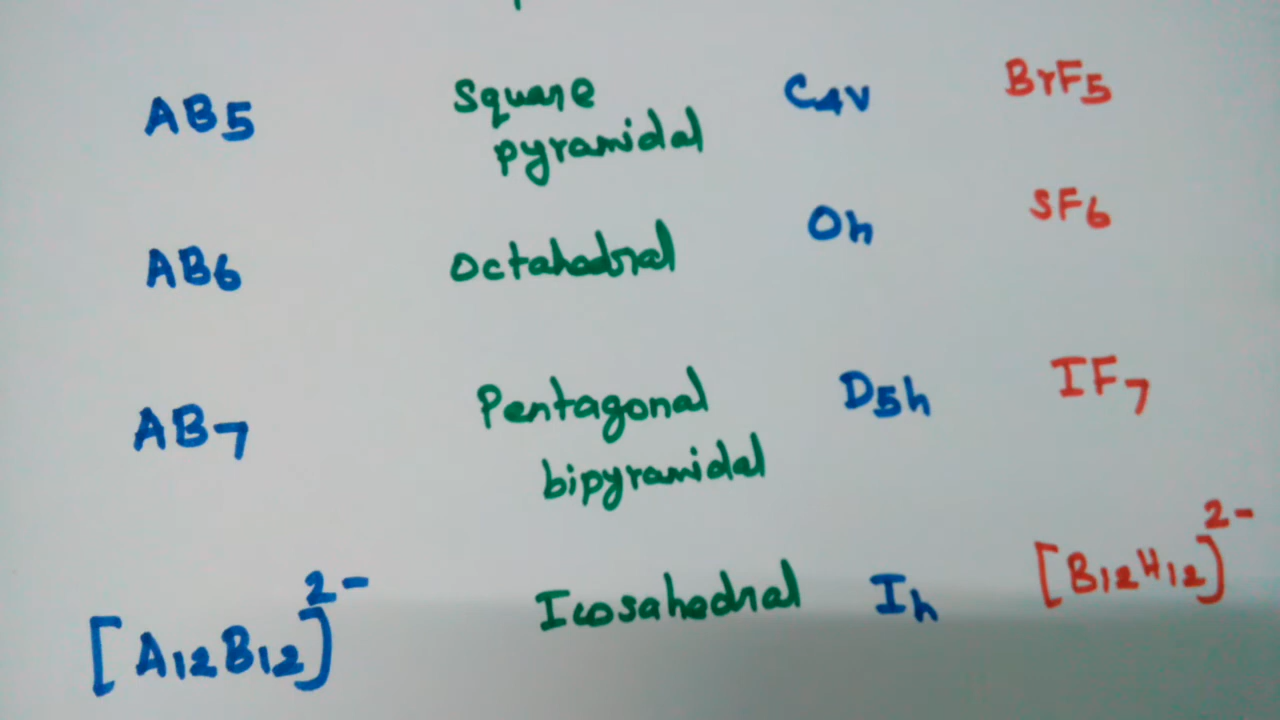 AB5 Square pyramidal C4v BrF5
AB6 Octahedral Oh SF6
AB7 Pentagonal bipyramidal D5h IF7
[A12B12]2- Icosahedral Ih [B12H12]2-